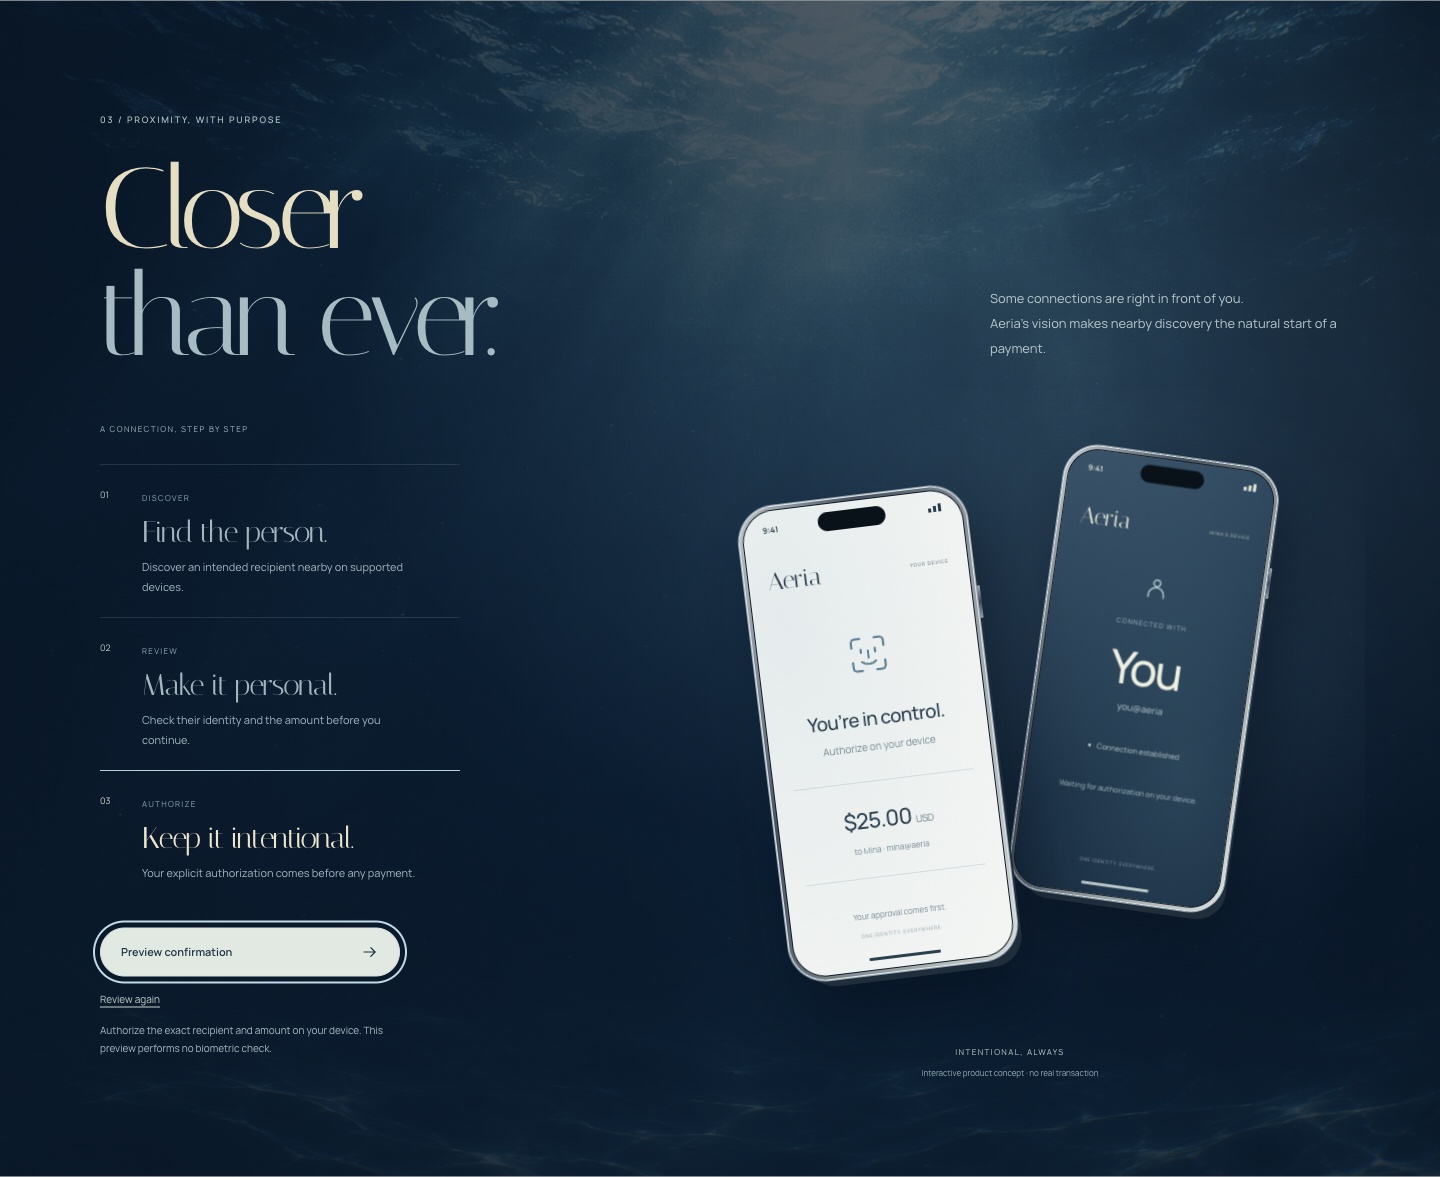 03 / PROXIMITY, WITH PURPOSE
Closer
than ever.
Some connections are right in front of you.
Aeria's vision makes nearby discovery the natural start of a
payment.
A CONNECTION, STEP BY STEP
01
DISCOVER
Find the person.
Discover an intended recipient nearby on supported
devices.
02
REVIEW
Make it personal.
Check their identity and the amount before you
continue.
03
AUTHORIZE
Keep it intentional.
Your explicit authorization comes before any payment.
Preview confirmation
Review again
Authorize the exact recipient and amount on your device. This
preview performs no biometric check.
9:41
Aeria
YOUR DEVICE
You're in control.
Authorize on your device
$25.00 USD
to Mina · mina@aeria
Your approval comes first.
ONE IDENTITY. EVERYWHERE.
9:41
Aeria
MINA'S DEVICE
CONNECTED WITH
You
you@aeria
Connection established
Waiting for authorization on your device.
ONE IDENTITY. EVERYWHERE.
INTENTIONAL, ALWAYS
Interactive product concept · no real transaction